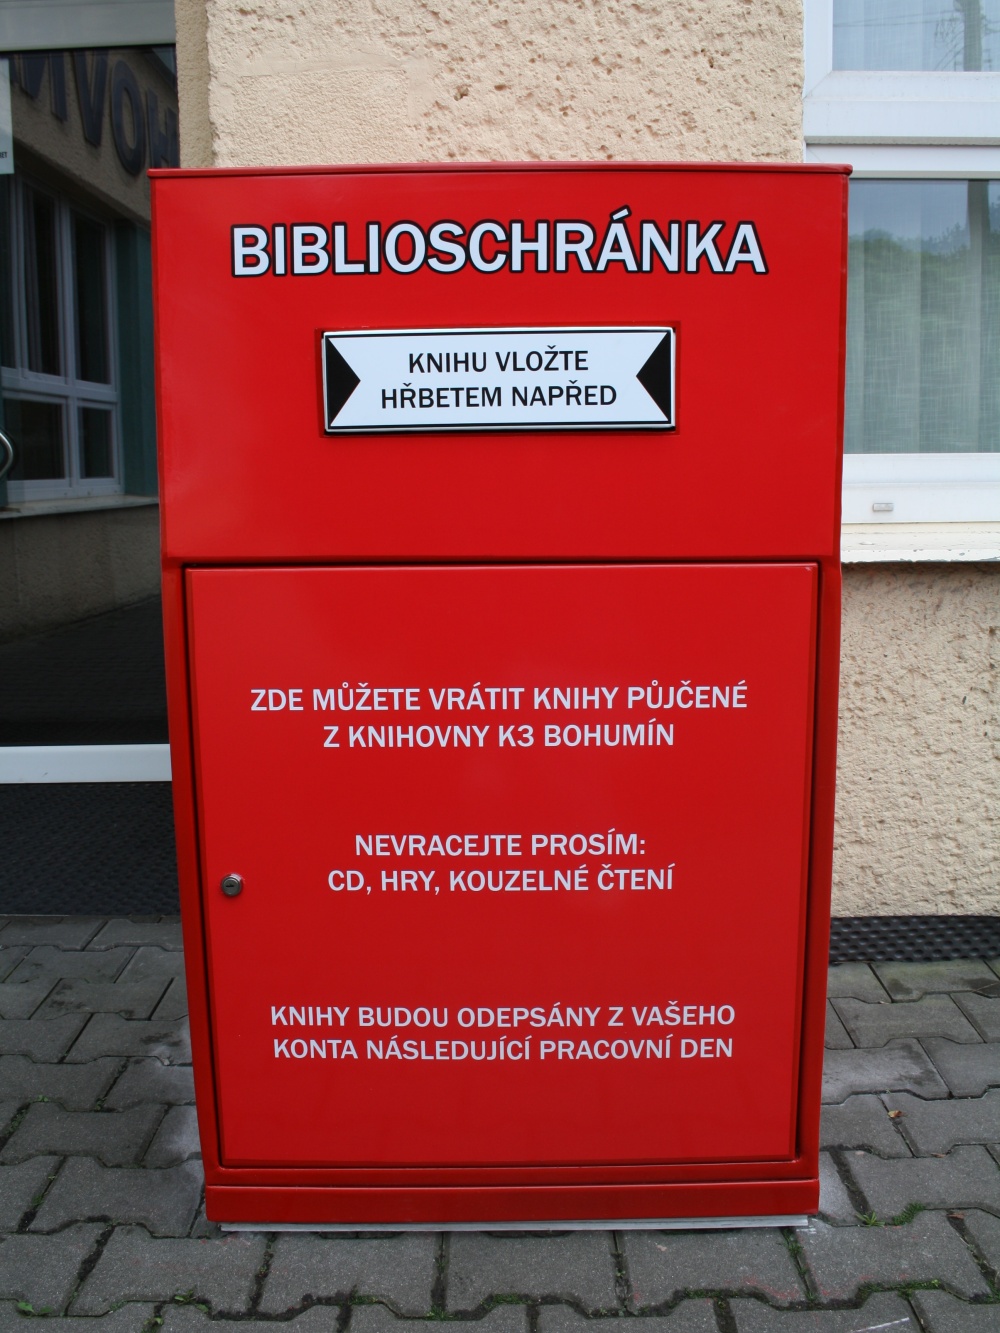 BIBLIOSCHRÁNKA
KNIHU VLOŽTE
HŘBETEM NAPŘED
ZDE MŮŽETE VRÁTIT KNIHY PŮJČENÉ
Z KNIHOVNY K3 BOHUMÍN
NEVRACEJTE PROSÍM:
CD, HRY, KOUZELNÉ ČTENÍ
KNIHY BUDOU ODEPSÁNY Z VAŠEHO
KONTA NÁSLEDUJÍCÍ PRACOVNÍ DEN